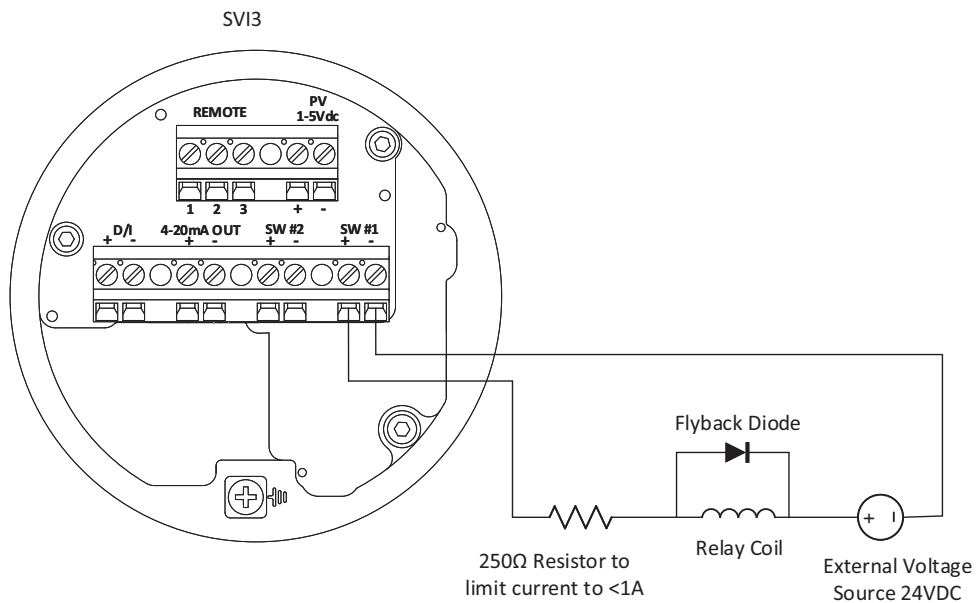 SVI3
PV
REMOTE 1-5Vdc
1 2 3 + -
D/I 4-20mA OUT SW #2 SW #1
+ - + - + - + -
Flyback Diode
+ -
250Ω Resistor to
limit current to <1A
Relay Coil
External Voltage
Source 24VDC